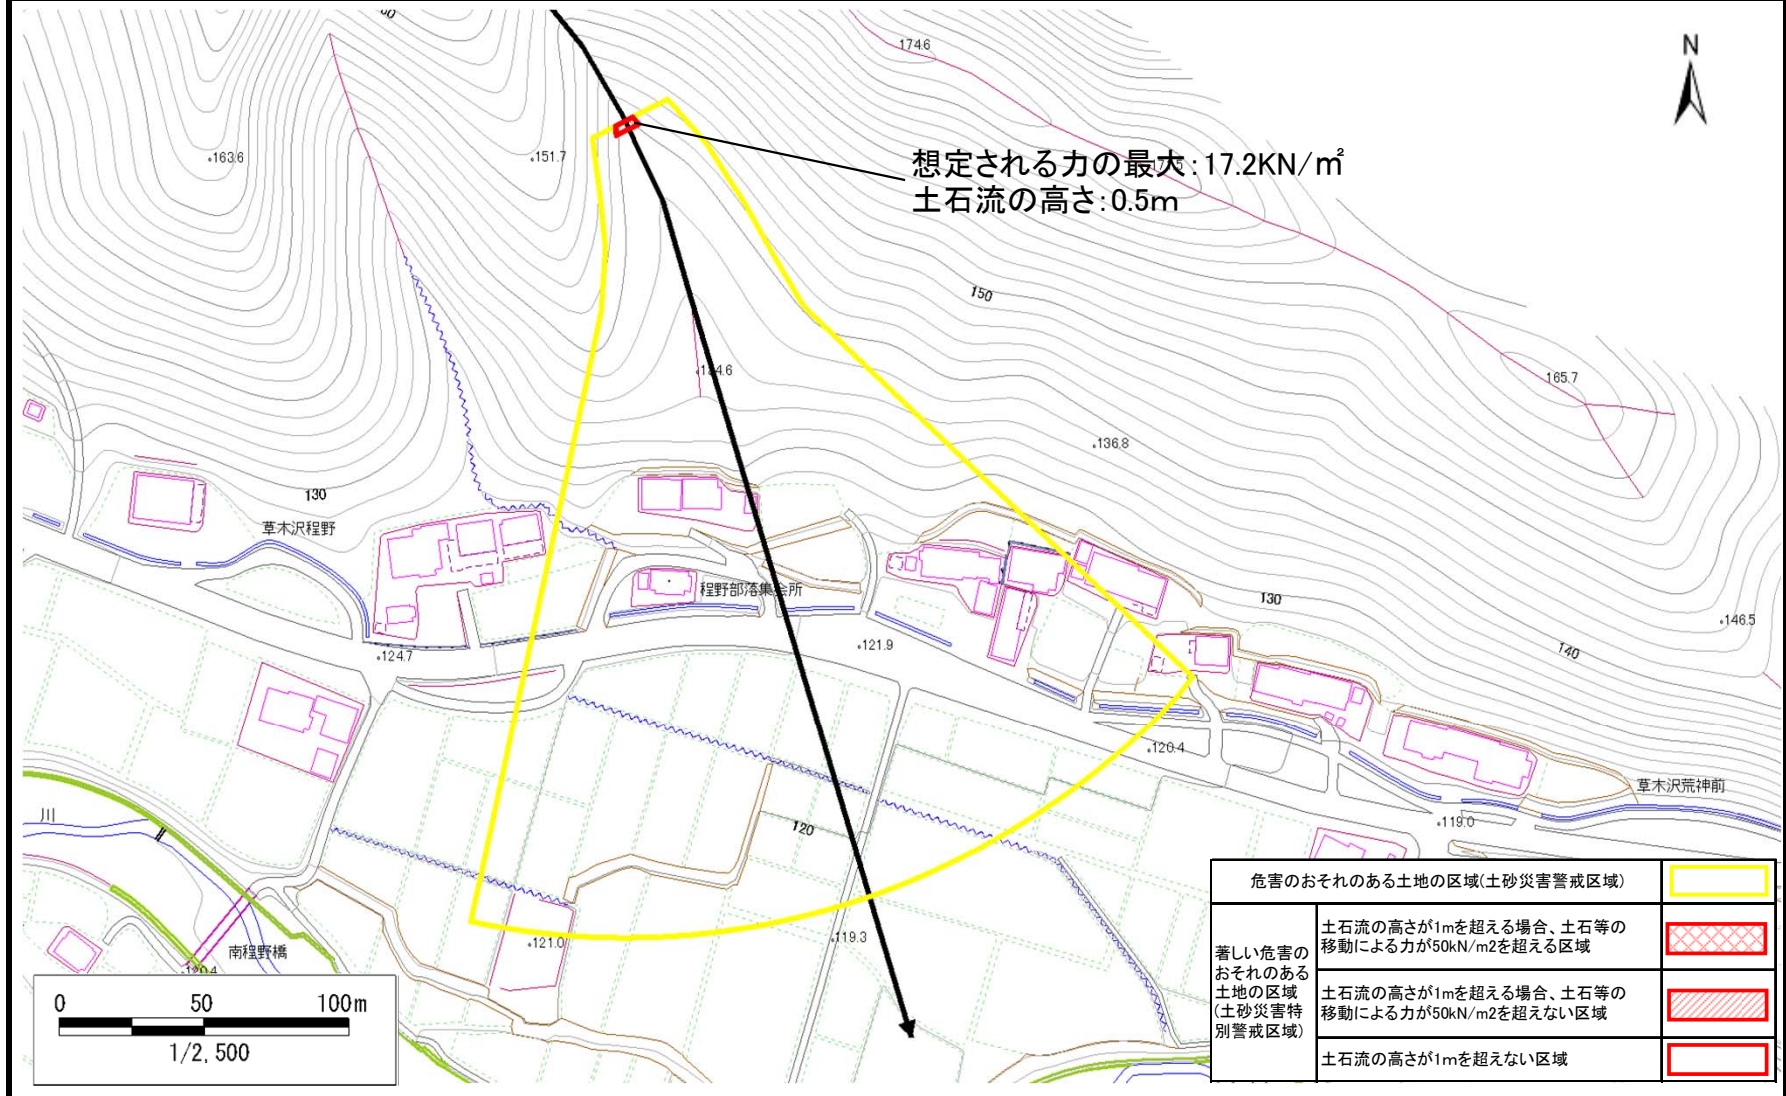 174.6
N
163.6
151.7
想定される力の最大:17.2KN/㎡
土石流の高さ:0.5m
150
165.7
136.8
130
草木沢程野
程野部落集会所
130
146.5
140
124.7
121.9
120.4
草木沢荒神前
川
120
119.0
121.0
119.3
南程野橋
120.4
0 50 100m
1/2,500
危害のおそれのある土地の区域(土砂災害警戒区域)
著しい危害の
おそれのある
土地の区域
(土砂災害特
別警戒区域)
土石流の高さが1mを超える場合、土石等の
移動による力が50kN/m2を超える区域
土石流の高さが1mを超える場合、土石等の
移動による力が50kN/m2を超えない区域
土石流の高さが1mを超えない区域